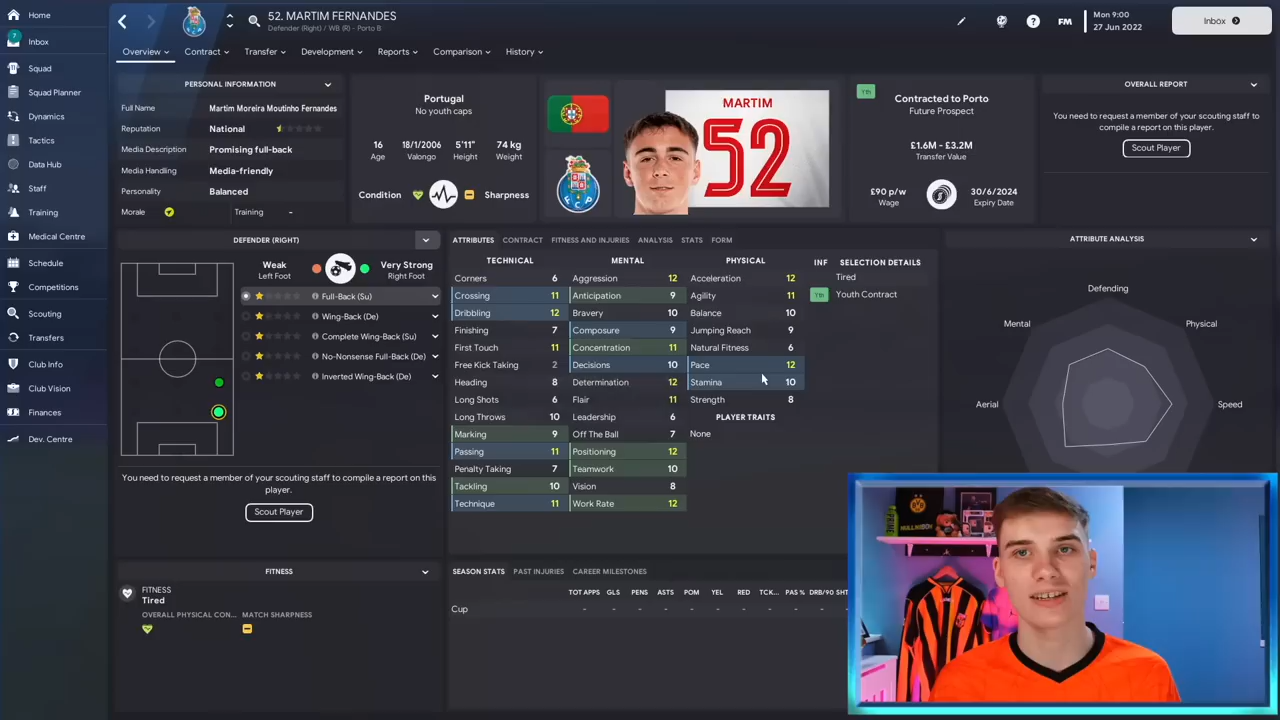 Home
52. MARTIM FERNANDES
Defender (Right) / WB (R) - Porto B
FM
Mon 9:00
27 Jun 2022
Inbox
7
Inbox
Squad
Squad Planner
Dynamics
Tactics
Data Hub
Staff
Training
Medical Centre
Schedule
Competitions
Scouting
Transfers
Club Info
Club Vision
Finances
Dev. Centre
Overview
Contract
Transfer
Development
Reports
Comparison
History
PERSONAL INFORMATION
Full Name Martim Moreira Moutinho Fernandes
Reputation National
Media Description Promising full-back
Media Handling Media-friendly
Personality Balanced
Morale Training -
Portugal
No youth caps
16 18/1/2006 5'11" 74 kg
Age Valongo Height Weight
Condition Sharpness
MARTIM
52
Yth
Contracted to Porto
Future Prospect
£1.6M - £3.2M
Transfer Value
£90 p/w 30/6/2024
Wage Expiry Date
OVERALL REPORT
You need to request a member of your scouting staff to
compile a report on this player.
Scout Player
DEFENDER (RIGHT)
Weak Very Strong
Left Foot Right Foot
Full-Back (Su)
Wing-Back (De)
Complete Wing-Back (Su)
No-Nonsense Full-Back (De)
Inverted Wing-Back (De)
You need to request a member of your scouting staff to compile a report on this
player.
Scout Player
ATTRIBUTES CONTRACT FITNESS AND INJURIES ANALYSIS STATS FORM
TECHNICAL
Corners 6
Crossing 11
Dribbling 12
Finishing 7
First Touch 11
Free Kick Taking 2
Heading 8
Long Shots 6
Long Throws 10
Marking 9
Passing 11
Penalty Taking 7
Tackling 10
Technique 11
MENTAL
Aggression 12
Anticipation 9
Bravery 10
Composure 9
Concentration 11
Decisions 10
Determination 12
Flair 11
Leadership 6
Off The Ball 7
Positioning 12
Teamwork 10
Vision 8
Work Rate 12
PHYSICAL
Acceleration 12
Agility 11
Balance 10
Jumping Reach 9
Natural Fitness 6
Pace 12
Stamina 10
Strength 8
PLAYER TRAITS
None
INF SELECTION DETAILS
Tired
Yth Youth Contract
ATTRIBUTE ANALYSIS
Defending
Mental Physical
Aerial Speed
FITNESS
FITNESS
Tired
OVERALL PHYSICAL CON... MATCH SHARPNESS
SEASON STATS PAST INJURIES CAREER MILESTONES
TOT APPS GLS PENS ASTS POM YEL RED TCK... PAS % DRB/90 SHT
Cup - - - - - - - - - -